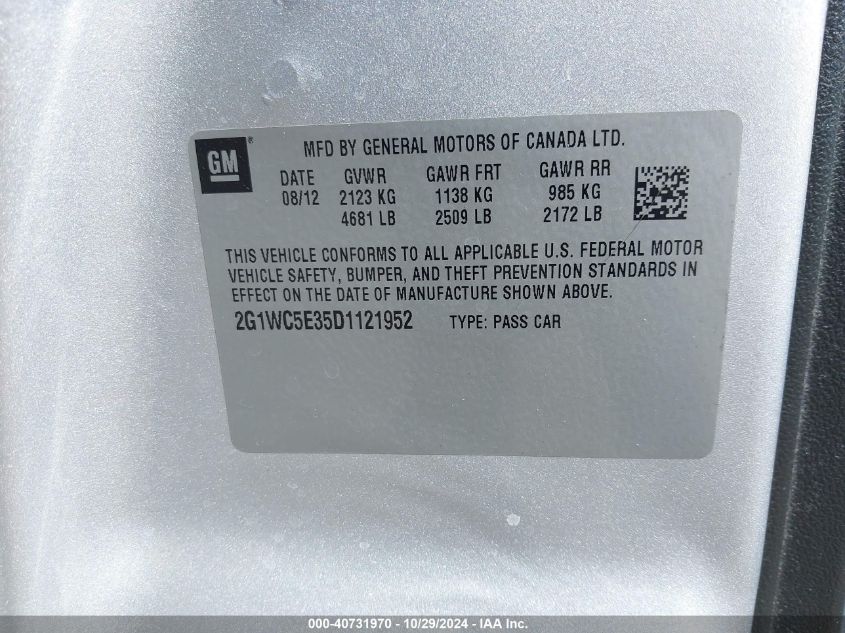 GM®
MFD BY GENERAL MOTORS OF CANADA LTD.
DATE GVWR GAWR FRT GAWR RR
08/12 2123 KG 1138 KG 985 KG
4681 LB 2509 LB 2172 LB
THIS VEHICLE CONFORMS TO ALL APPLICABLE U.S. FEDERAL MOTOR
VEHICLE SAFETY, BUMPER, AND THEFT PREVENTION STANDARDS IN
EFFECT ON THE DATE OF MANUFACTURE SHOWN ABOVE.
2G1WC5E35D1121952 TYPE: PASS CAR
000-40731970 - 10/29/2024 - IAA Inc.